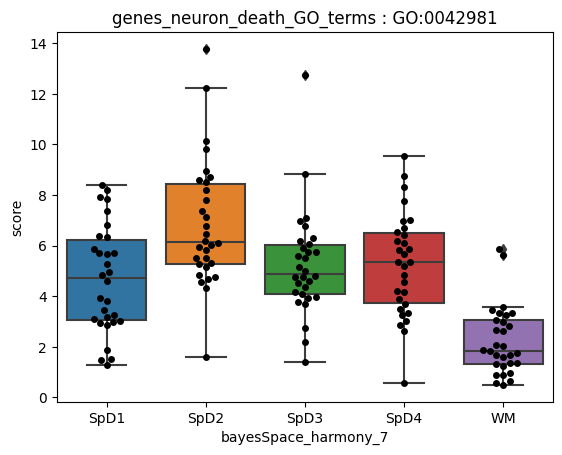 genes_neuron_death_GO_terms : GO:0042981
score
14
12
10
8
6
4
2
0
SpD1 SpD2 SpD3 SpD4 WM
bayesSpace_harmony_7